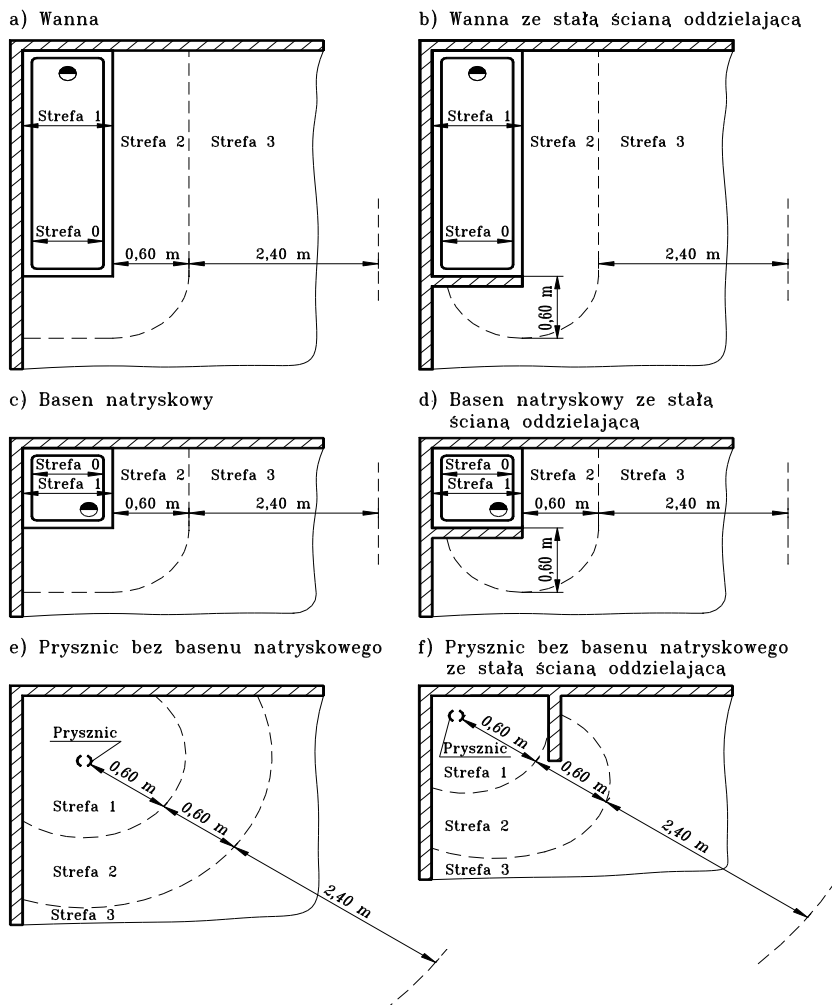 a) Wanna
Strefa 1
Strefa 2
Strefa 3
Strefa 0
0,60 m
2,40 m
b) Wanna ze stałą ścianą oddzielającą
Strefa 1
Strefa 2
Strefa 3
Strefa 0
2,40 m
0,60 m
c) Basen natryskowy
Strefa 0
Strefa 1
Strefa 2
Strefa 3
0,60 m
2,40 m
d) Basen natryskowy ze stałą
ścianą oddzielającą
Strefa 0
Strefa 1
Strefa 2
Strefa 3
0,60 m
2,40 m
0,60 m
e) Prysznic bez basenu natryskowego
Prysznic
0,60 m
0,60 m
2,40 m
Strefa 1
Strefa 2
Strefa 3
f) Prysznic bez basenu natryskowego
ze stałą ścianą oddzielającą
Prysznic
0,60 m
0,60 m
2,40 m
Strefa 1
Strefa 2
Strefa 3